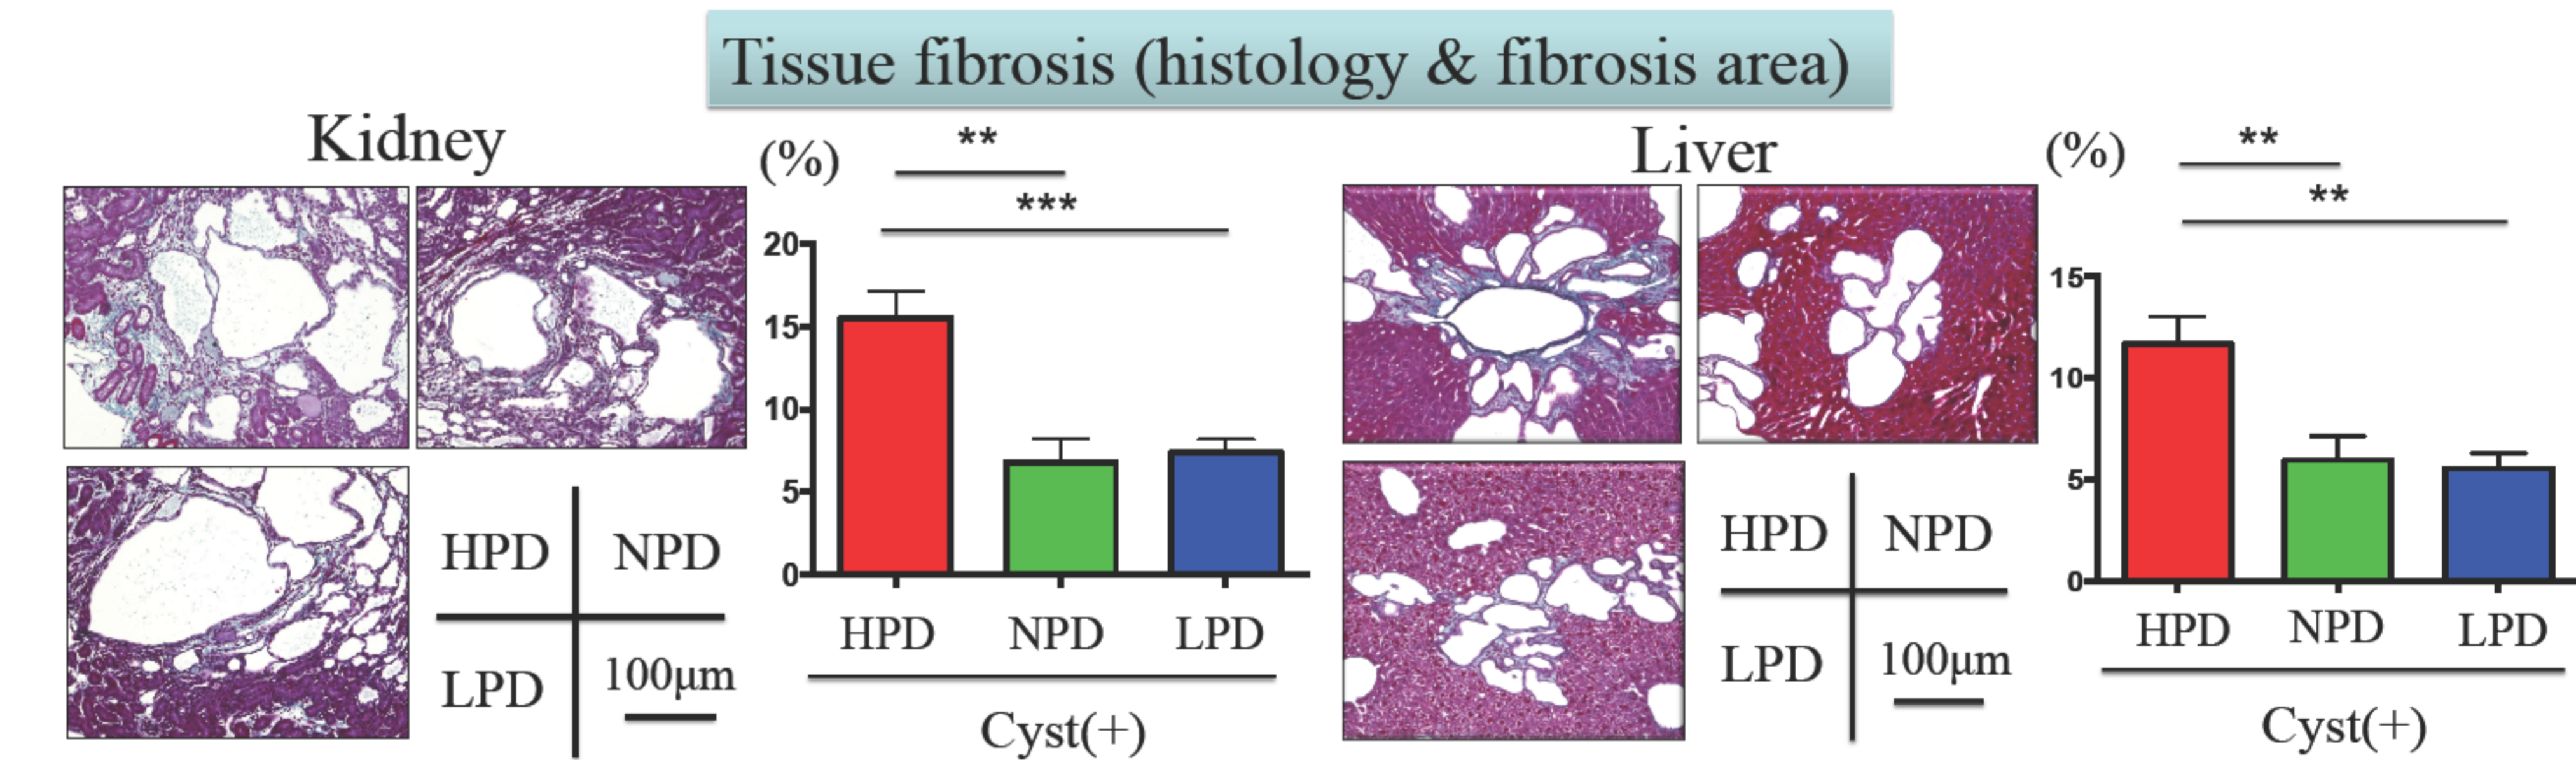 Tissue fibrosis (histology & fibrosis area)
Kidney
(%)
**
***
20
15
10
5
0
HPD NPD LPD
Cyst(+)
HPD NPD
LPD 100μm
Liver
(%)
**
**
15
10
5
0
HPD NPD LPD
Cyst(+)
HPD NPD
LPD 100μm